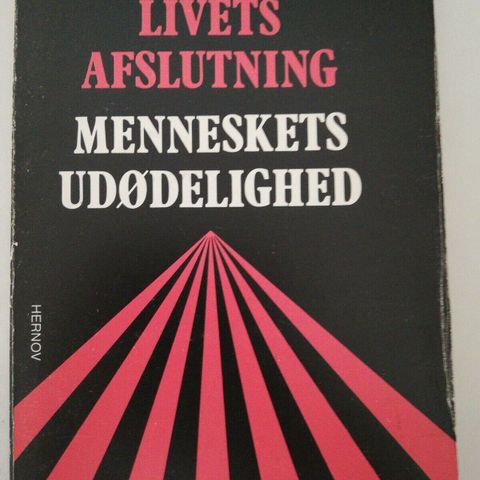 LIVETS
AFSLUTNING
MENNESKETS
UDØDELIGHED
HERNOV